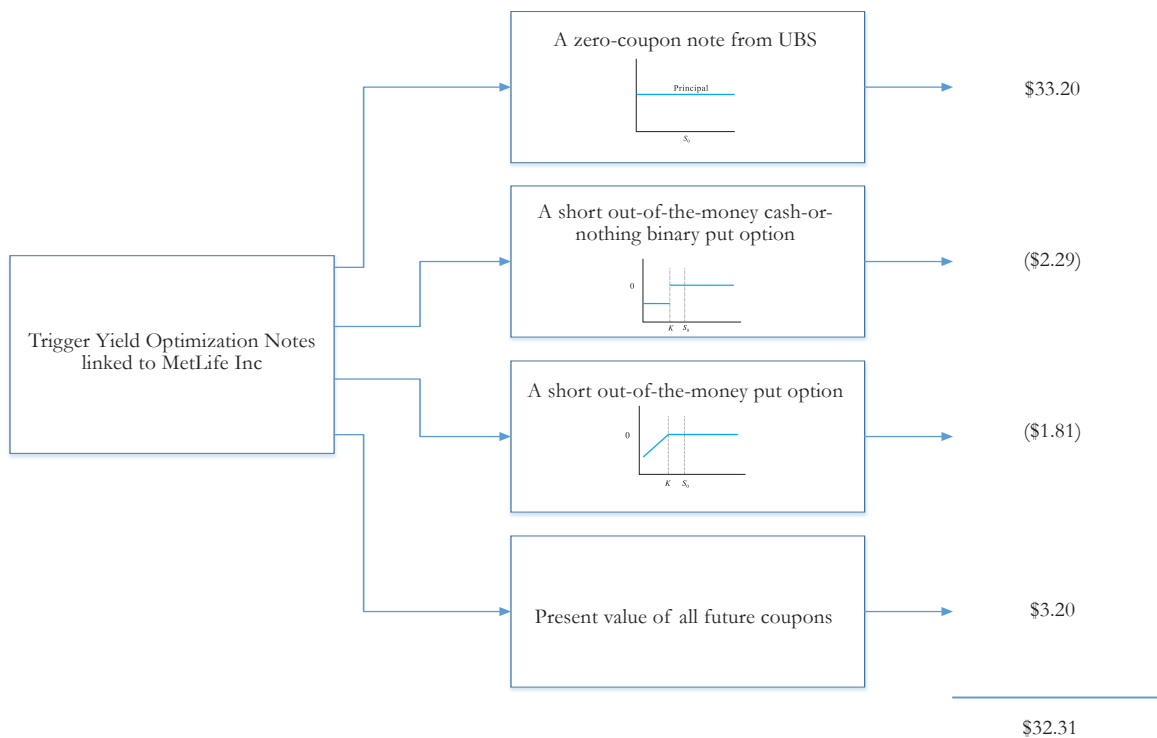 A zero-coupon note from UBS
Principal
S0
$33.20
A short out-of-the-money cash-or-
nothing binary put option
0
K S0
($2.29)
Trigger Yield Optimization Notes
linked to MetLife Inc
A short out-of-the-money put option
0
K S0
($1.81)
Present value of all future coupons
$3.20
$32.31